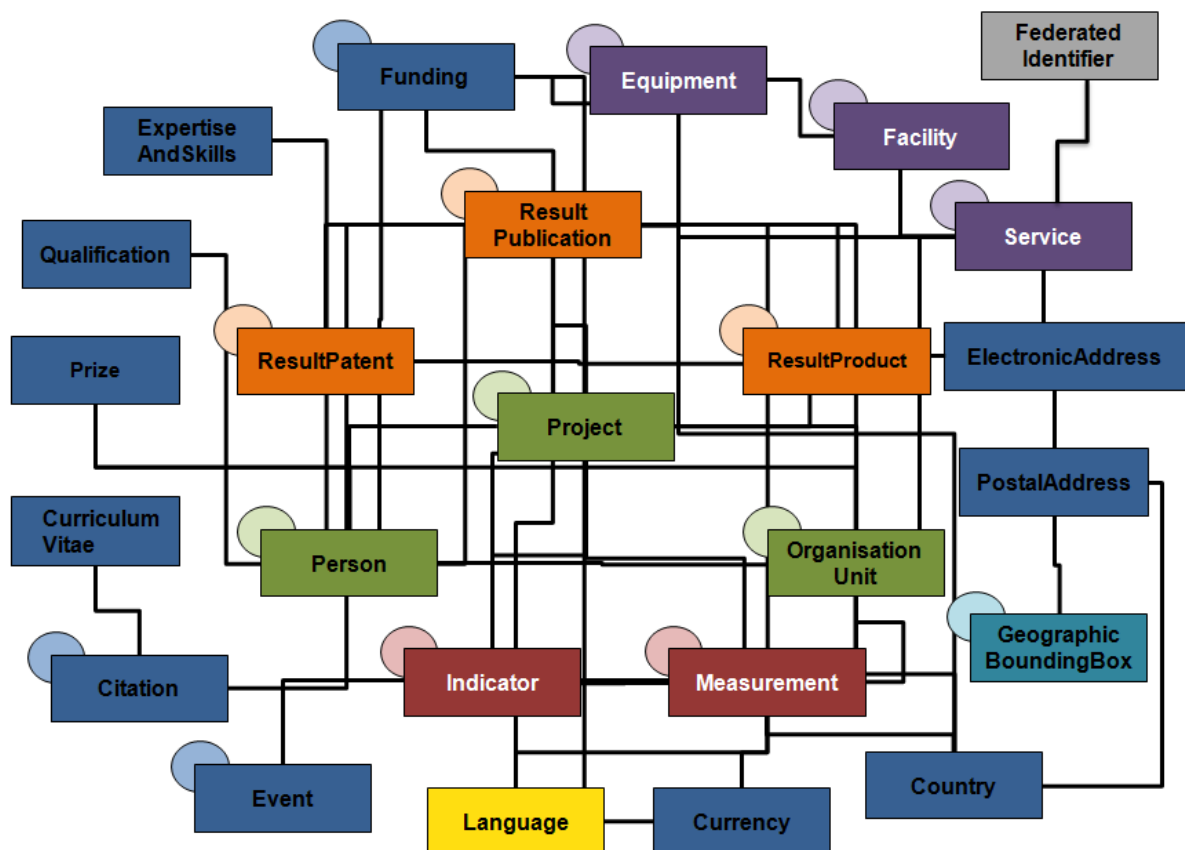 Federated
Identifier
Funding
Equipment
Expertise
AndSkills
Facility
Result
Publication
Service
Qualification
Prize
ResultPatent
ResultProduct
ElectronicAddress
Project
PostalAddress
Curriculum
Vitae
Person
Organisation
Unit
Geographic
BoundingBox
Citation
Indicator
Measurement
Event
Language
Currency
Country